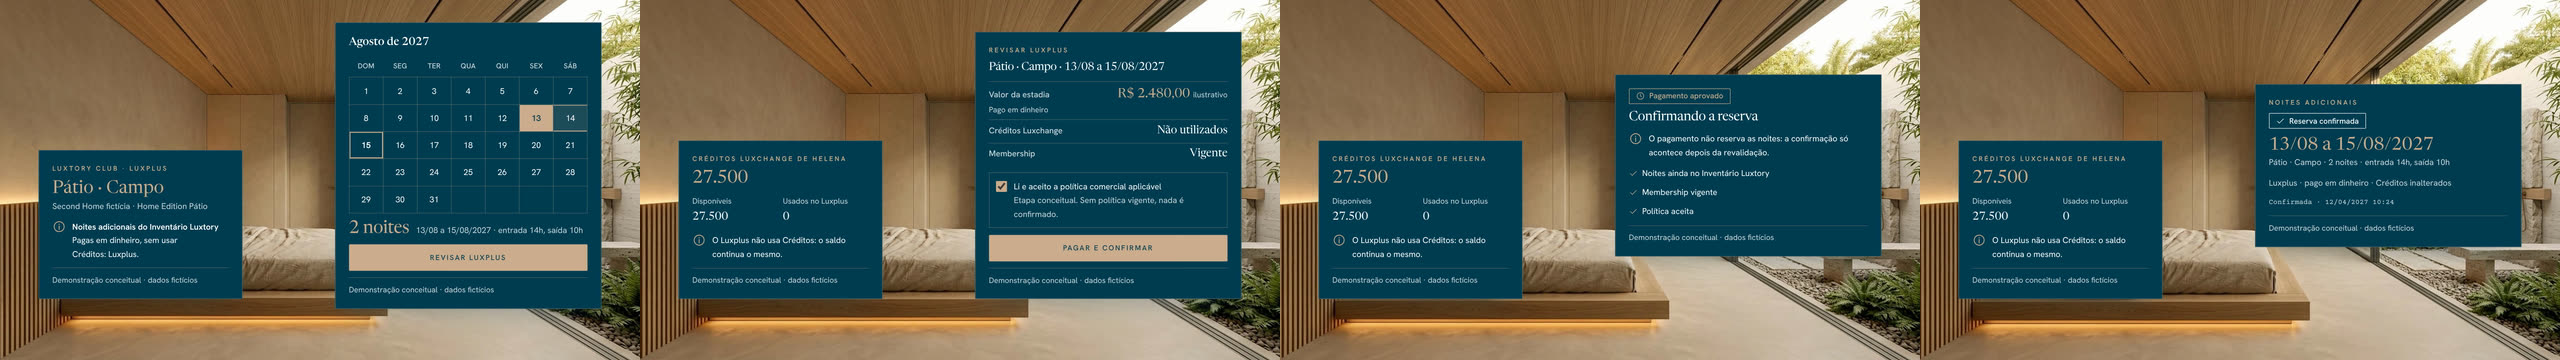 LUXTORY CLUB · LUXPLUS
Pátio · Campo
Second Home fictícia · Home Edition Pátio
Noites adicionais do Inventário Luxtory
Pagas em dinheiro, sem usar
Créditos: Luxplus.
Demonstração conceitual · dados fictícios
Agosto de 2027
DOM SEG TER QUA QUI SEX SÁB
1 2 3 4 5 6 7
8 9 10 11 12 13 14
15 16 17 18 19 20 21
22 23 24 25 26 27 28
29 30 31
2 noites 13/08 a 15/08/2027 · entrada 14h, saída 10h
REVISAR LUXPLUS
Demonstração conceitual · dados fictícios
CRÉDITOS LUXCHANGE DE HELENA
27.500
Disponíveis Usados no Luxplus
27.500 0
O Luxplus não usa Créditos: o saldo
continua o mesmo.
Demonstração conceitual · dados fictícios
REVISAR LUXPLUS
Pátio · Campo · 13/08 a 15/08/2027
Valor da estadia R$ 2.480,00 ilustrativo
Pago em dinheiro
Créditos Luxchange Não utilizados
Membership Vigente
Li e aceito a política comercial aplicável
Etapa conceitual. Sem política vigente, nada é
confirmado.
PAGAR E CONFIRMAR
Demonstração conceitual · dados fictícios
CRÉDITOS LUXCHANGE DE HELENA
27.500
Disponíveis Usados no Luxplus
27.500 0
O Luxplus não usa Créditos: o saldo
continua o mesmo.
Demonstração conceitual · dados fictícios
Pagamento aprovado
Confirmando a reserva
O pagamento não reserva as noites: a confirmação só
acontece depois da revalidação.
Noites ainda no Inventário Luxtory
Membership vigente
Política aceita
Demonstração conceitual · dados fictícios
CRÉDITOS LUXCHANGE DE HELENA
27.500
Disponíveis Usados no Luxplus
27.500 0
O Luxplus não usa Créditos: o saldo
continua o mesmo.
Demonstração conceitual · dados fictícios
NOITES ADICIONAIS
Reserva confirmada
13/08 a 15/08/2027
Pátio · Campo · 2 noites · entrada 14h, saída 10h
Luxplus · pago em dinheiro · Créditos inalterados
Confirmada · 12/04/2027 10:24
Demonstração conceitual · dados fictícios